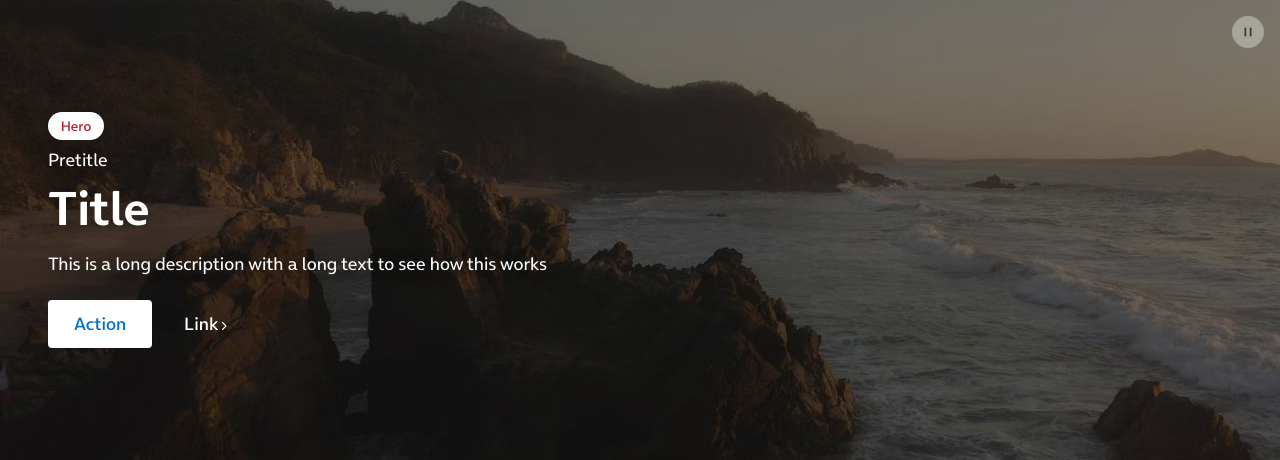 Hero
Pretitle
Title
This is a long description with a long text to see how this works
Action
Link ›